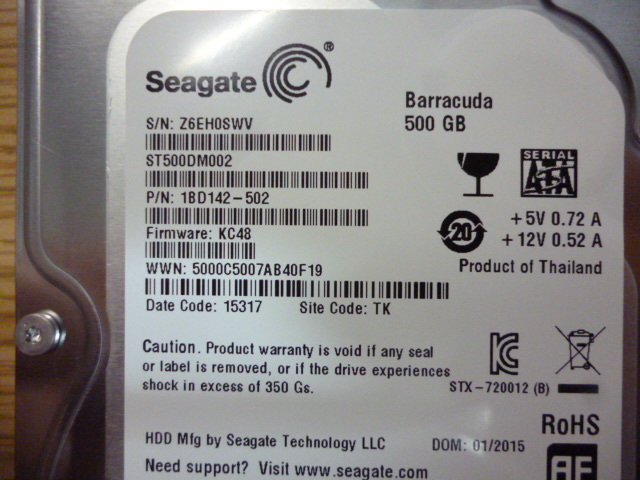 Seagate ®
Barracuda
500 GB
S/N: Z6EH0SWV
ST500DM002
P/N: 1BD142-502
Firmware: KC48
WWN: 5000C5007AB40F19
Date Code: 15317 Site Code: TK
SERIAL
ATA
20
+5V 0.72 A
+12V 0.52 A
Product of Thailand
Caution. Product warranty is void if any seal
or label is removed, or if the drive experiences
shock in excess of 350 Gs.
STX-720012 (B)
RoHS
HDD Mfg by Seagate Technology LLC
DOM: 01/2015
Need support? Visit www.seagate.com
AF